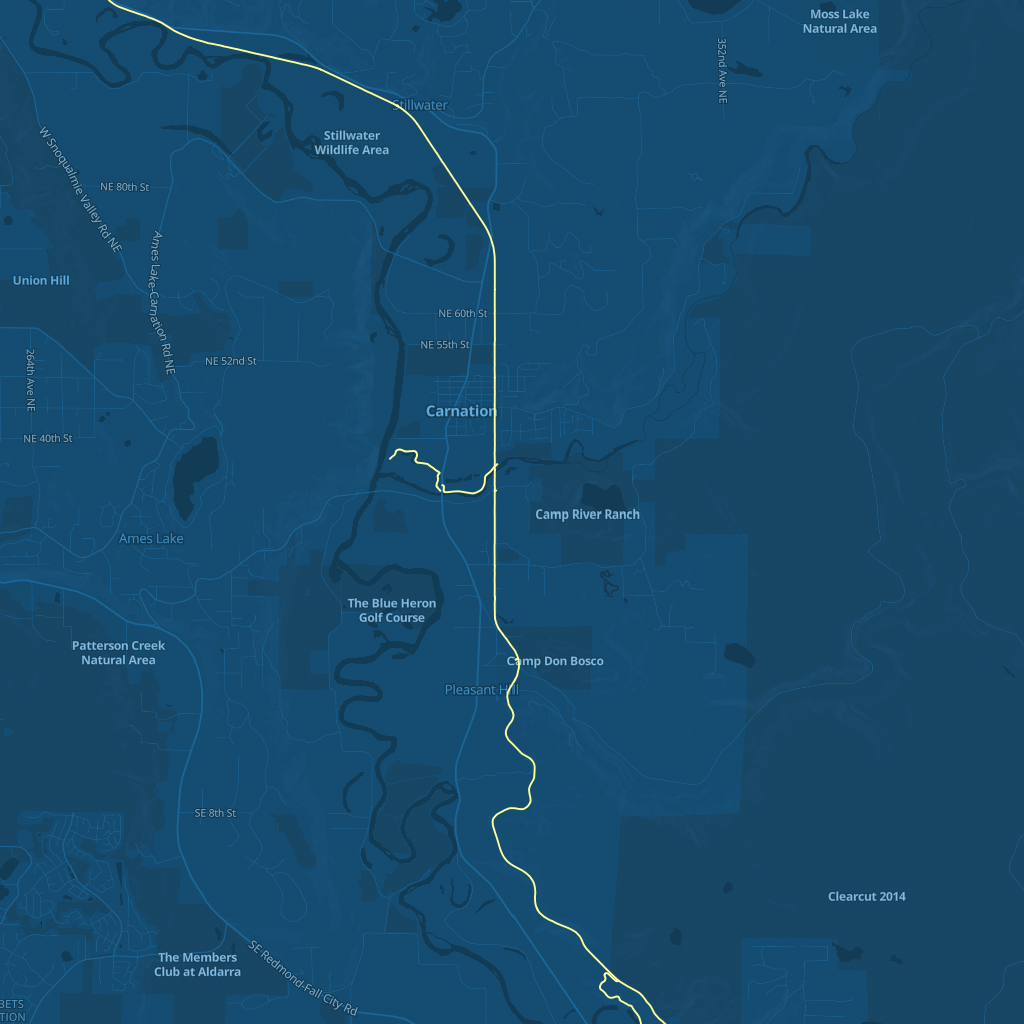 Moss Lake
Natural Area
352nd Ave NE
Stillwater
Stillwater
Wildlife Area
W Snoqualmie Valley Rd NE
NE 80th St
Ames Lake-Carnation Rd NE
Union Hill
NE 60th St
NE 55th St
264th Ave NE
NE 52nd St
Carnation
NE 40th St
Camp River Ranch
Ames Lake
The Blue Heron
Golf Course
Patterson Creek
Natural Area
Camp Don Bosco
Pleasant Hill
SE 8th St
Clearcut 2014
The Members
Club at Aldarra
SE Redmond-Fall City Rd
BETS
TION